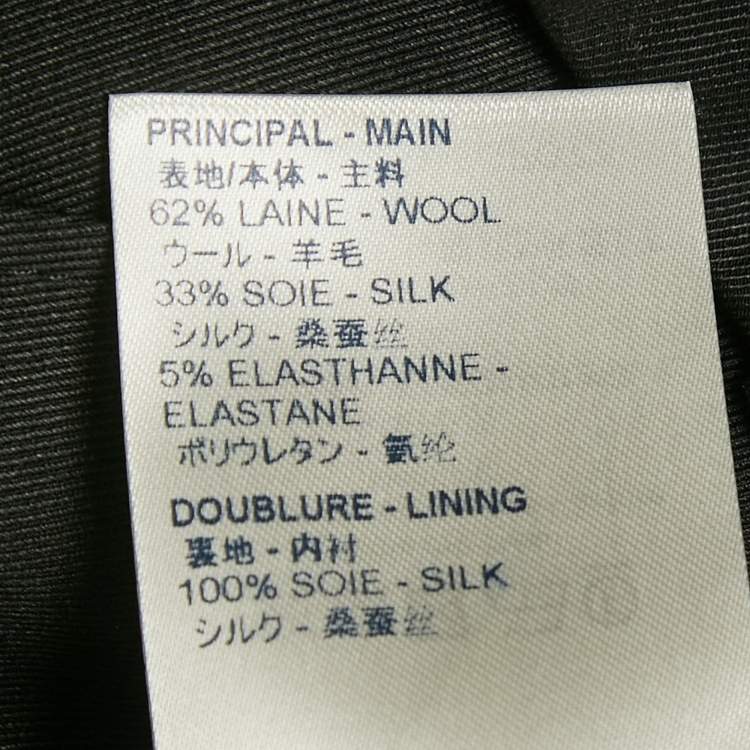 PRINCIPAL - MAIN
表地/本体 - 主料
62% LAINE - WOOL
ウール - 羊毛
33% SOIE - SILK
シルク - 桑蚕丝
5% ELASTHANNE -
ELASTANE
ポリウレタン - 氨纶
DOUBLURE - LINING
裏地 - 内衬
100% SOIE - SILK
シルク - 桑蚕丝